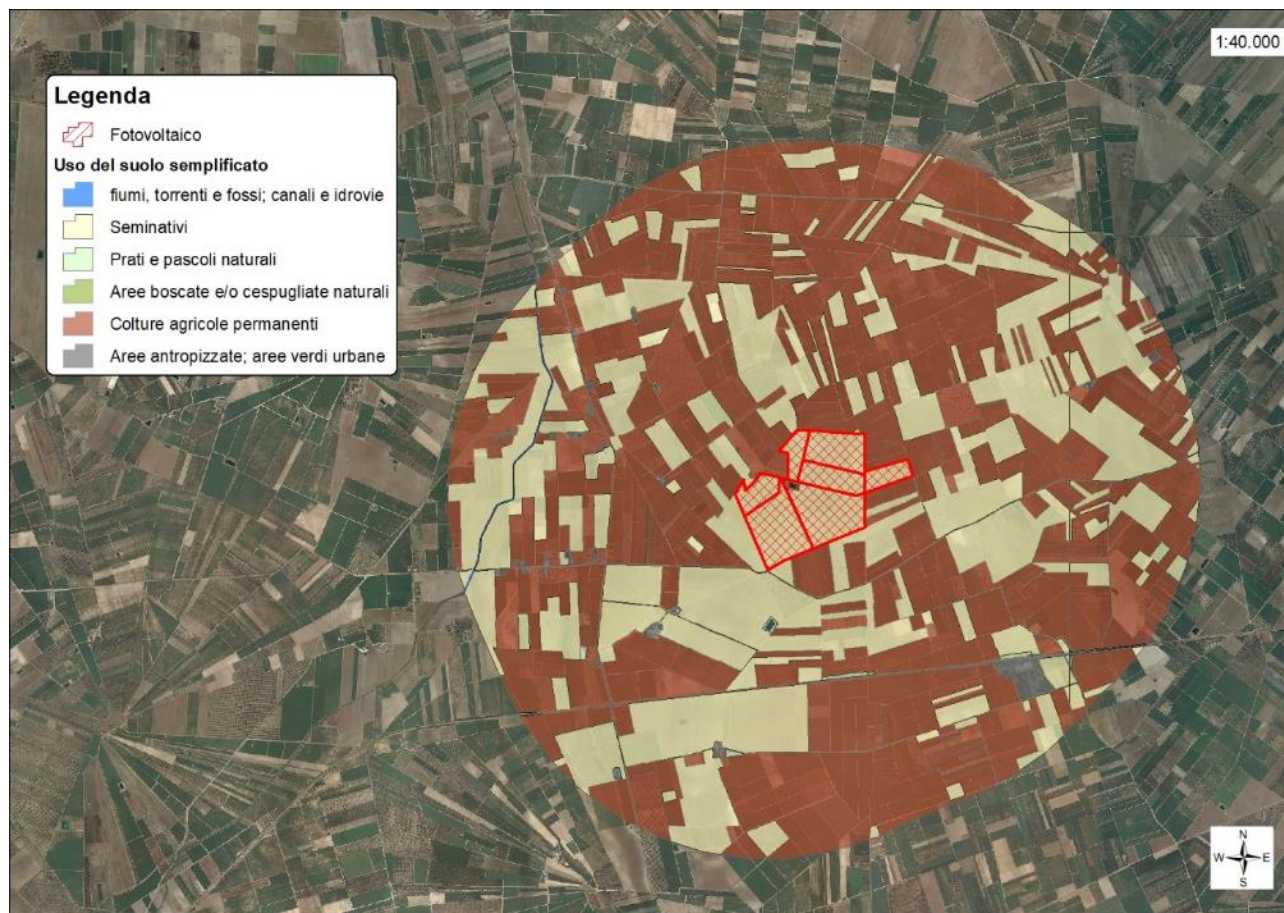 1:40.000
Legenda
Fotovoltaico
Uso del suolo semplificato
fiumi, torrenti e fossi; canali e idrovie
Seminativi
Prati e pascoli naturali
Aree boscate e/o cespugliate naturali
Colture agricole permanenti
Aree antropizzate; aree verdi urbane
N
W E
S